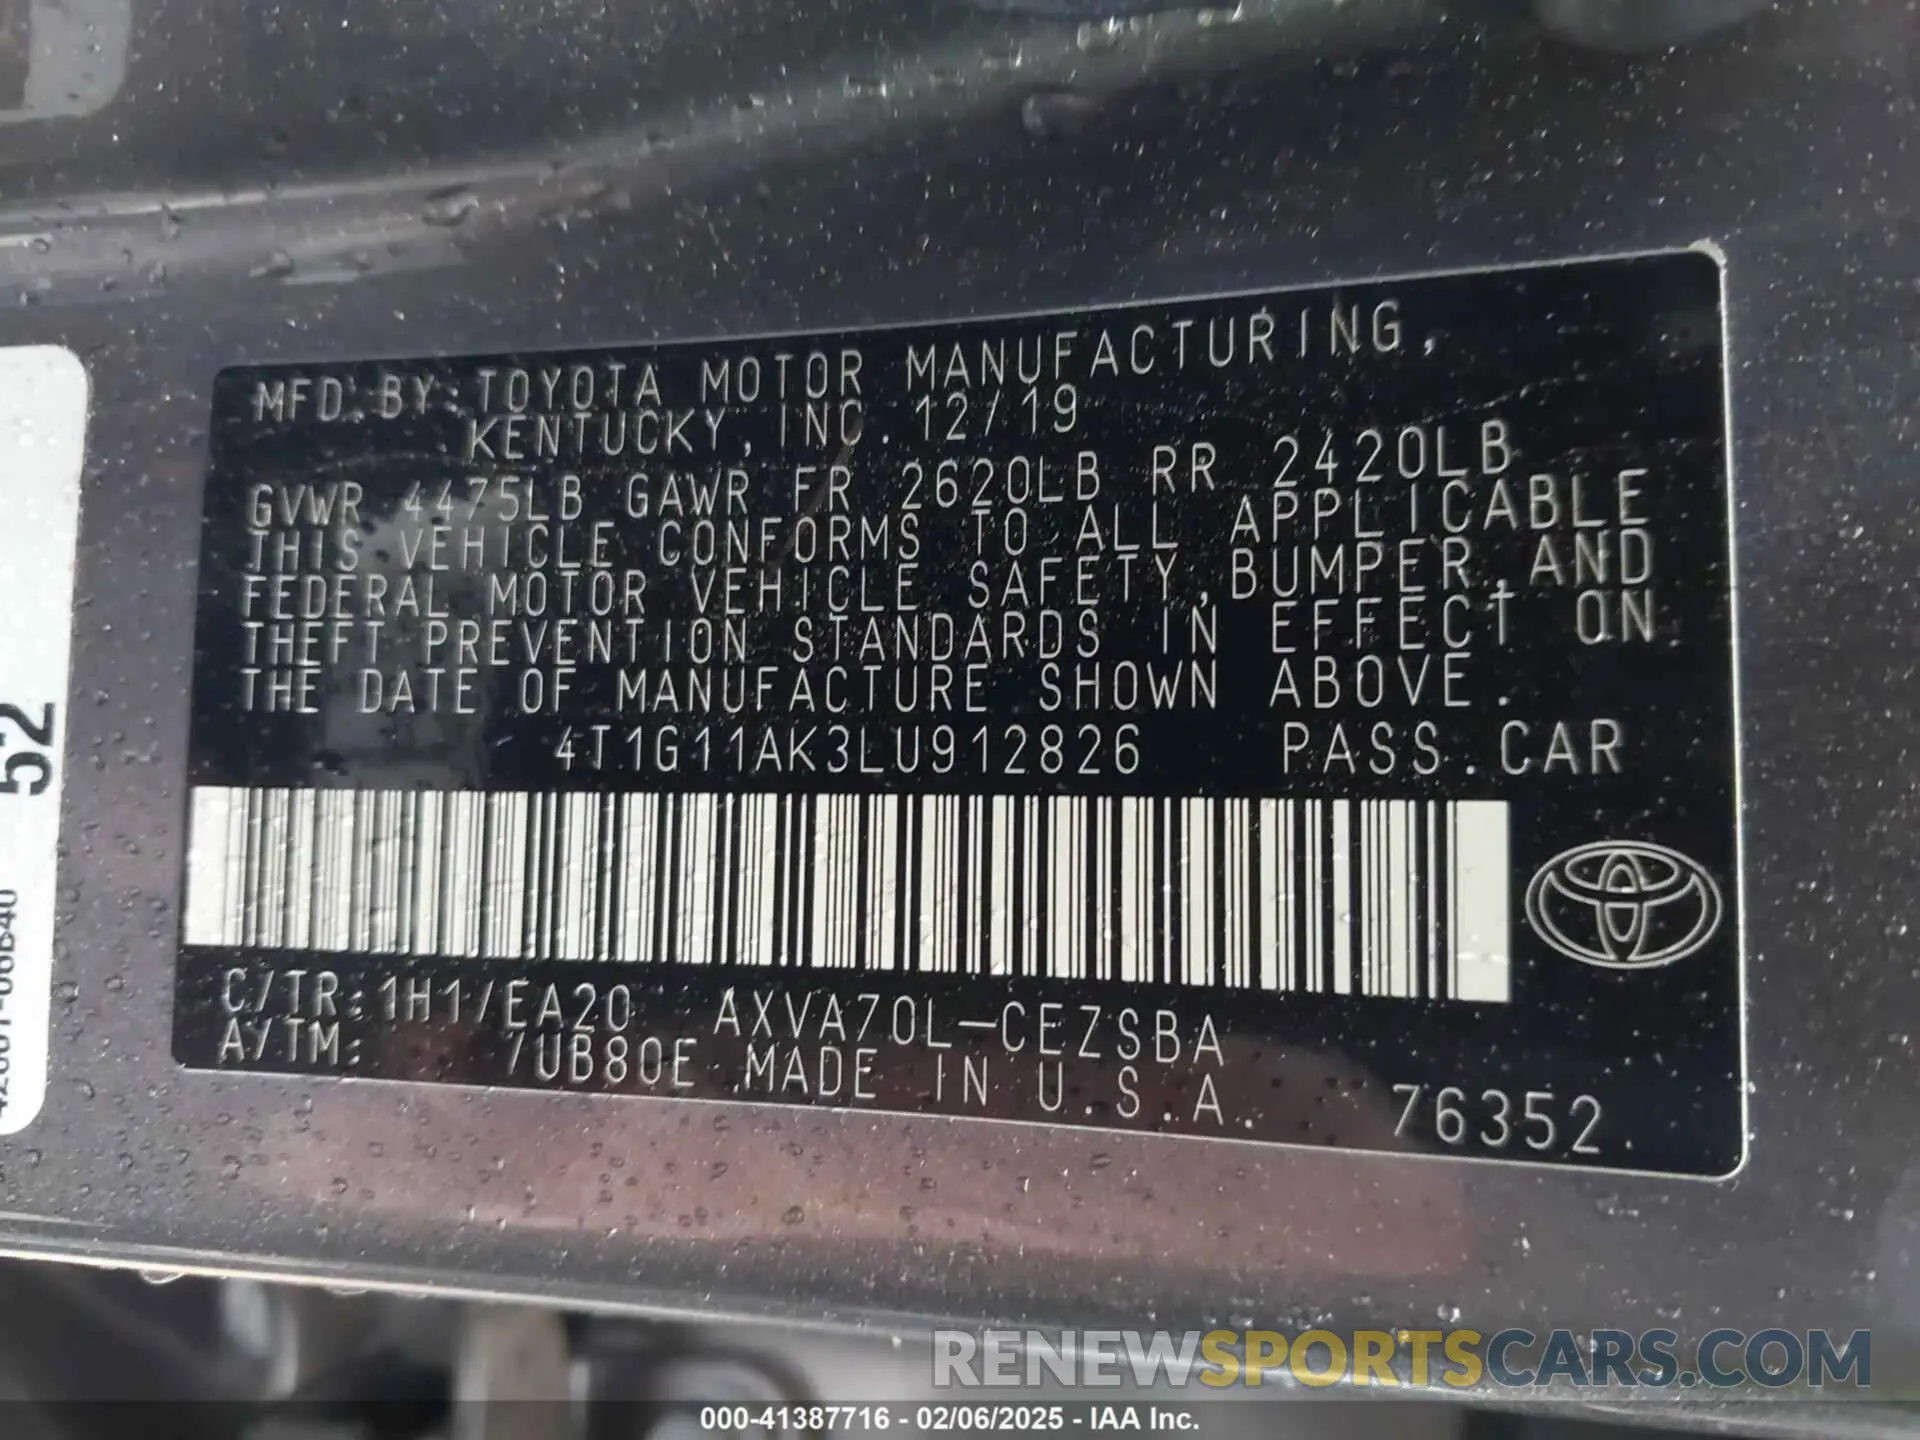 MFD.BY:TOYOTA MOTOR MANUFACTURING,
KENTUCKY, INC. 12/19
GVWR 4475LB GAWR FR 2620LB RR 2420LB
THIS VEHICLE CONFORMS TO ALL APPLICABLE
FEDERAL MOTOR VEHICLE SAFETY,BUMPER,AND
THEFT PREVENTION STANDARDS IN EFFECT ON
THE DATE OF MANUFACTURE SHOWN ABOVE.
4T1G11AK3LU912826 PASS.CAR
C/TR:1H1/EA20 AXVA70L-CEZSBA
A/TM: /UB80E MADE IN U.S.A. 76352
52
RENEWSPORTSCARS.COM
000-41387716 - 02/06/2025 - IAA Inc.